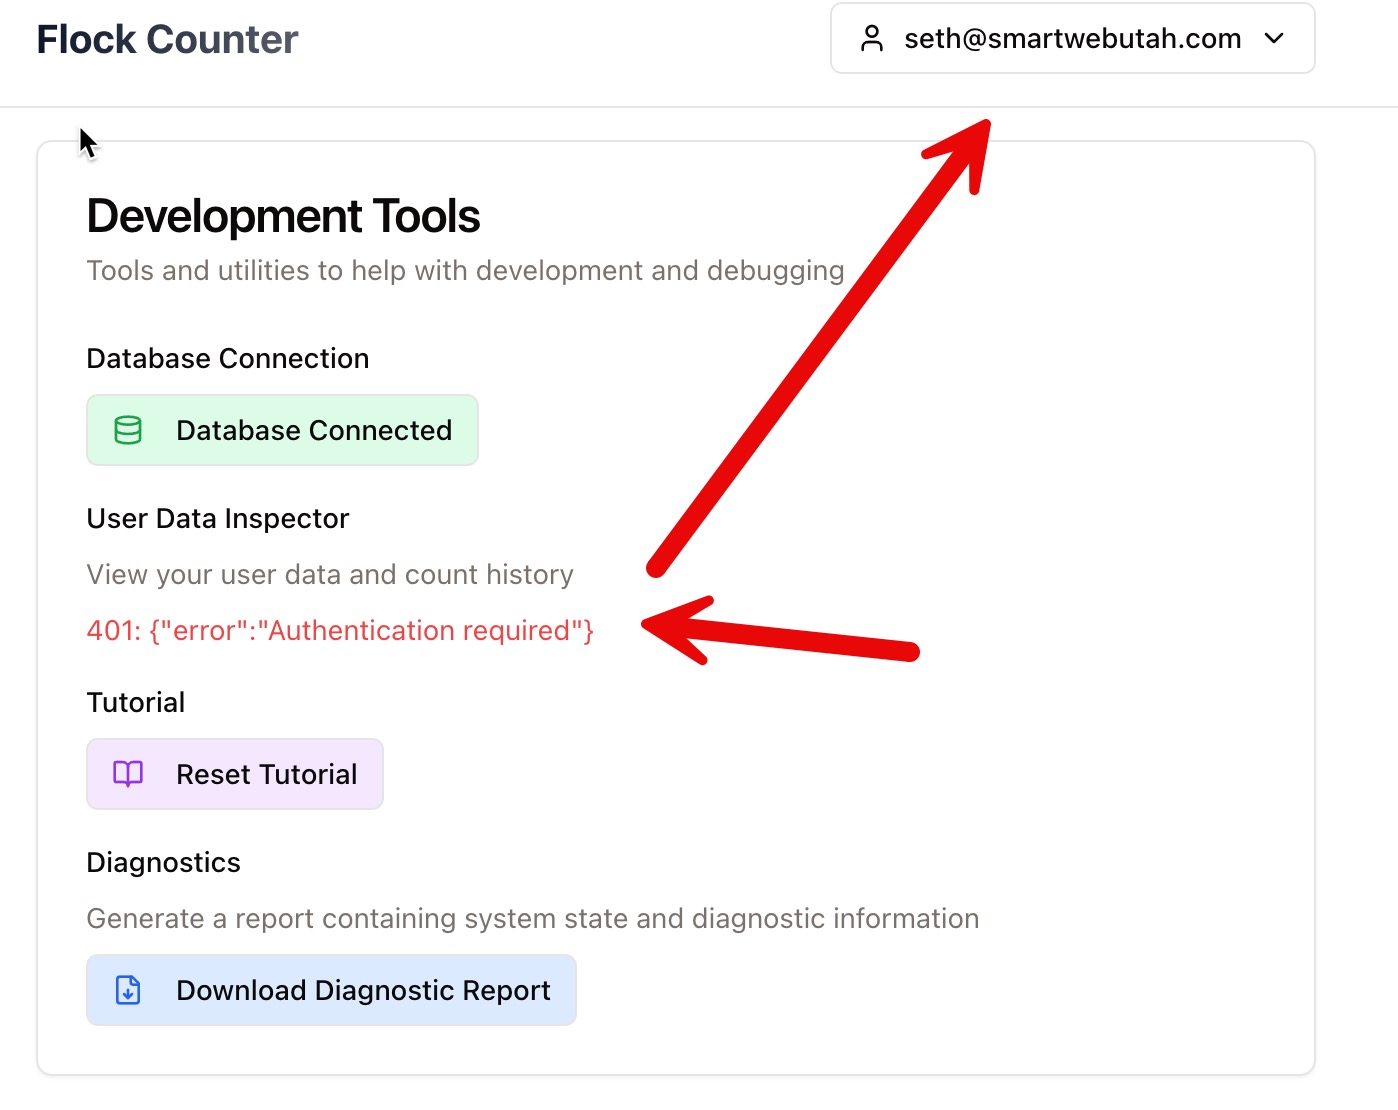 Flock Counter
seth@smartwebutah.com
Development Tools
Tools and utilities to help with development and debugging
Database Connection
Database Connected
User Data Inspector
View your user data and count history
401: {"error":"Authentication required"}
Tutorial
Reset Tutorial
Diagnostics
Generate a report containing system state and diagnostic information
Download Diagnostic Report